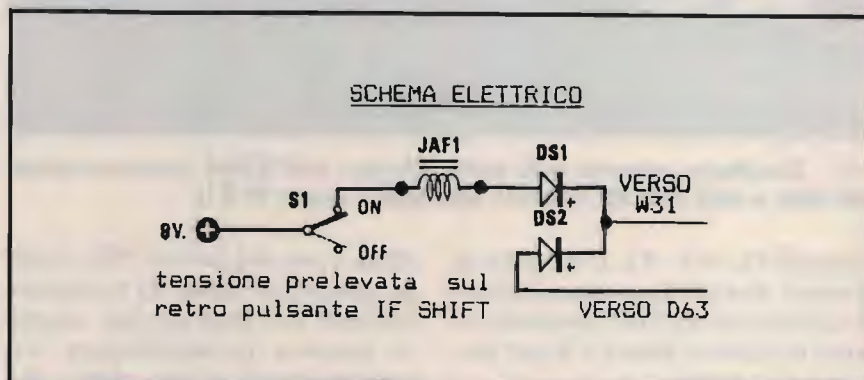 SCHEMA ELETTRICO
JAF1
DS1
S1
ON
VERSO
W31
DS2
9V.
OFF
tensione prelevata sul
retro pulsante IF SHIFT
VERSO D63